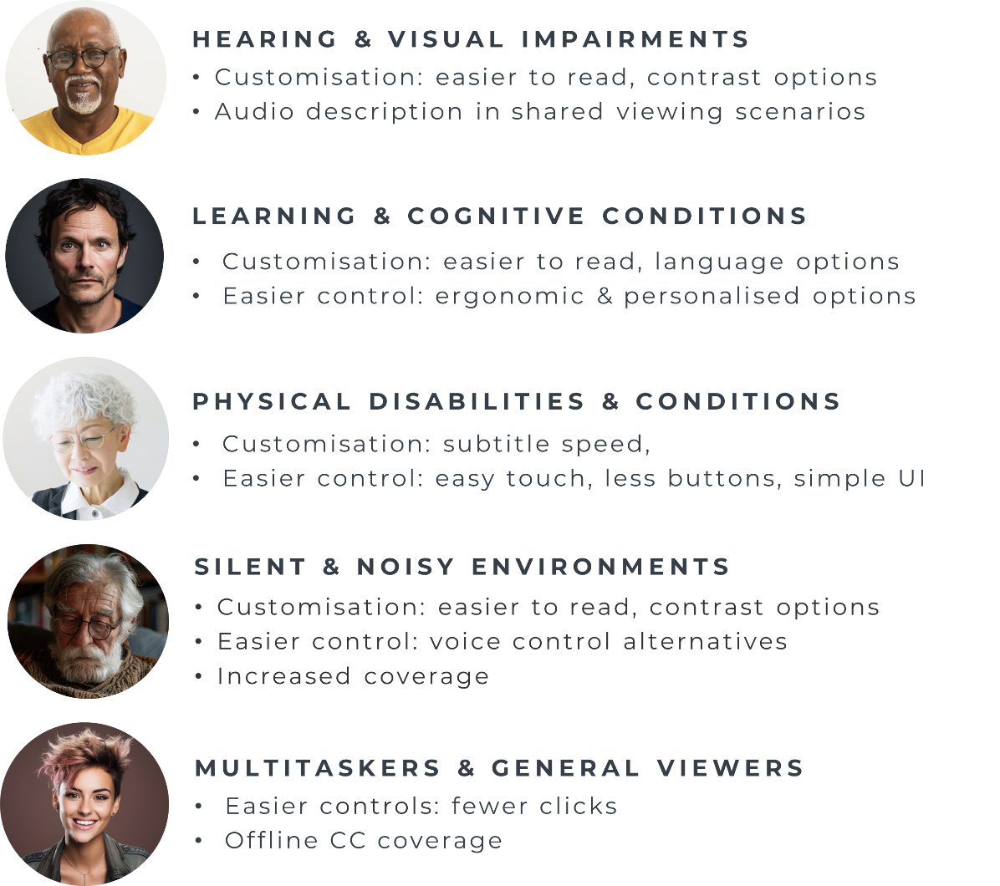 HEARING & VISUAL IMPAIRMENTS
• Customisation: easier to read, contrast options
• Audio description in shared viewing scenarios
LEARNING & COGNITIVE CONDITIONS
• Customisation: easier to read, language options
• Easier control: ergonomic & personalised options
PHYSICAL DISABILITIES & CONDITIONS
• Customisation: subtitle speed,
• Easier control: easy touch, less buttons, simple UI
SILENT & NOISY ENVIRONMENTS
• Customisation: easier to read, contrast options
• Easier control: voice control alternatives
• Increased coverage
MULTITASKERS & GENERAL VIEWERS
• Easier controls: fewer clicks
• Offline CC coverage